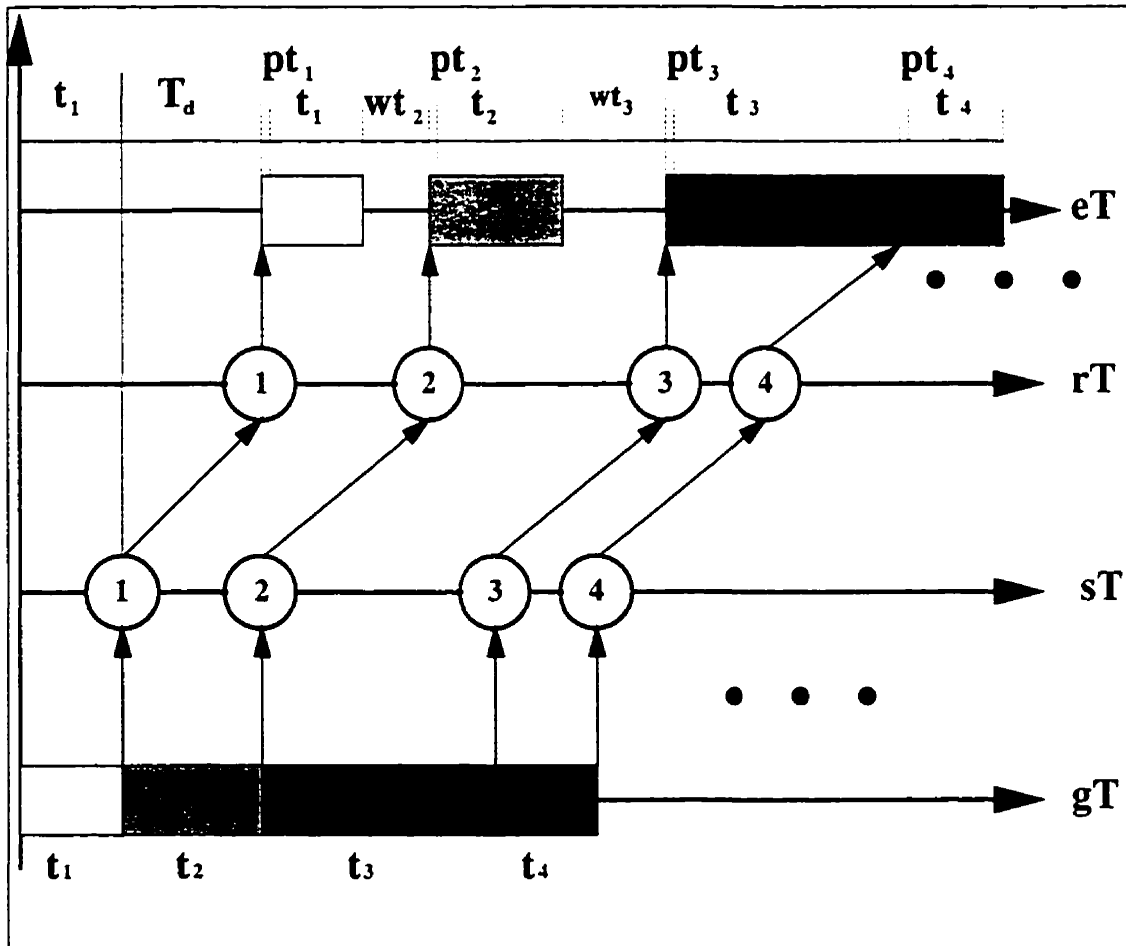 pt₁ pt₂ pt₃ pt₄
t₁ T_d t₁ wt₂ t₂ wt₃ t₃ t₄
eT
1 2 3 4 rT
1 2 3 4 sT
gT
t₁ t₂ t₃ t₄